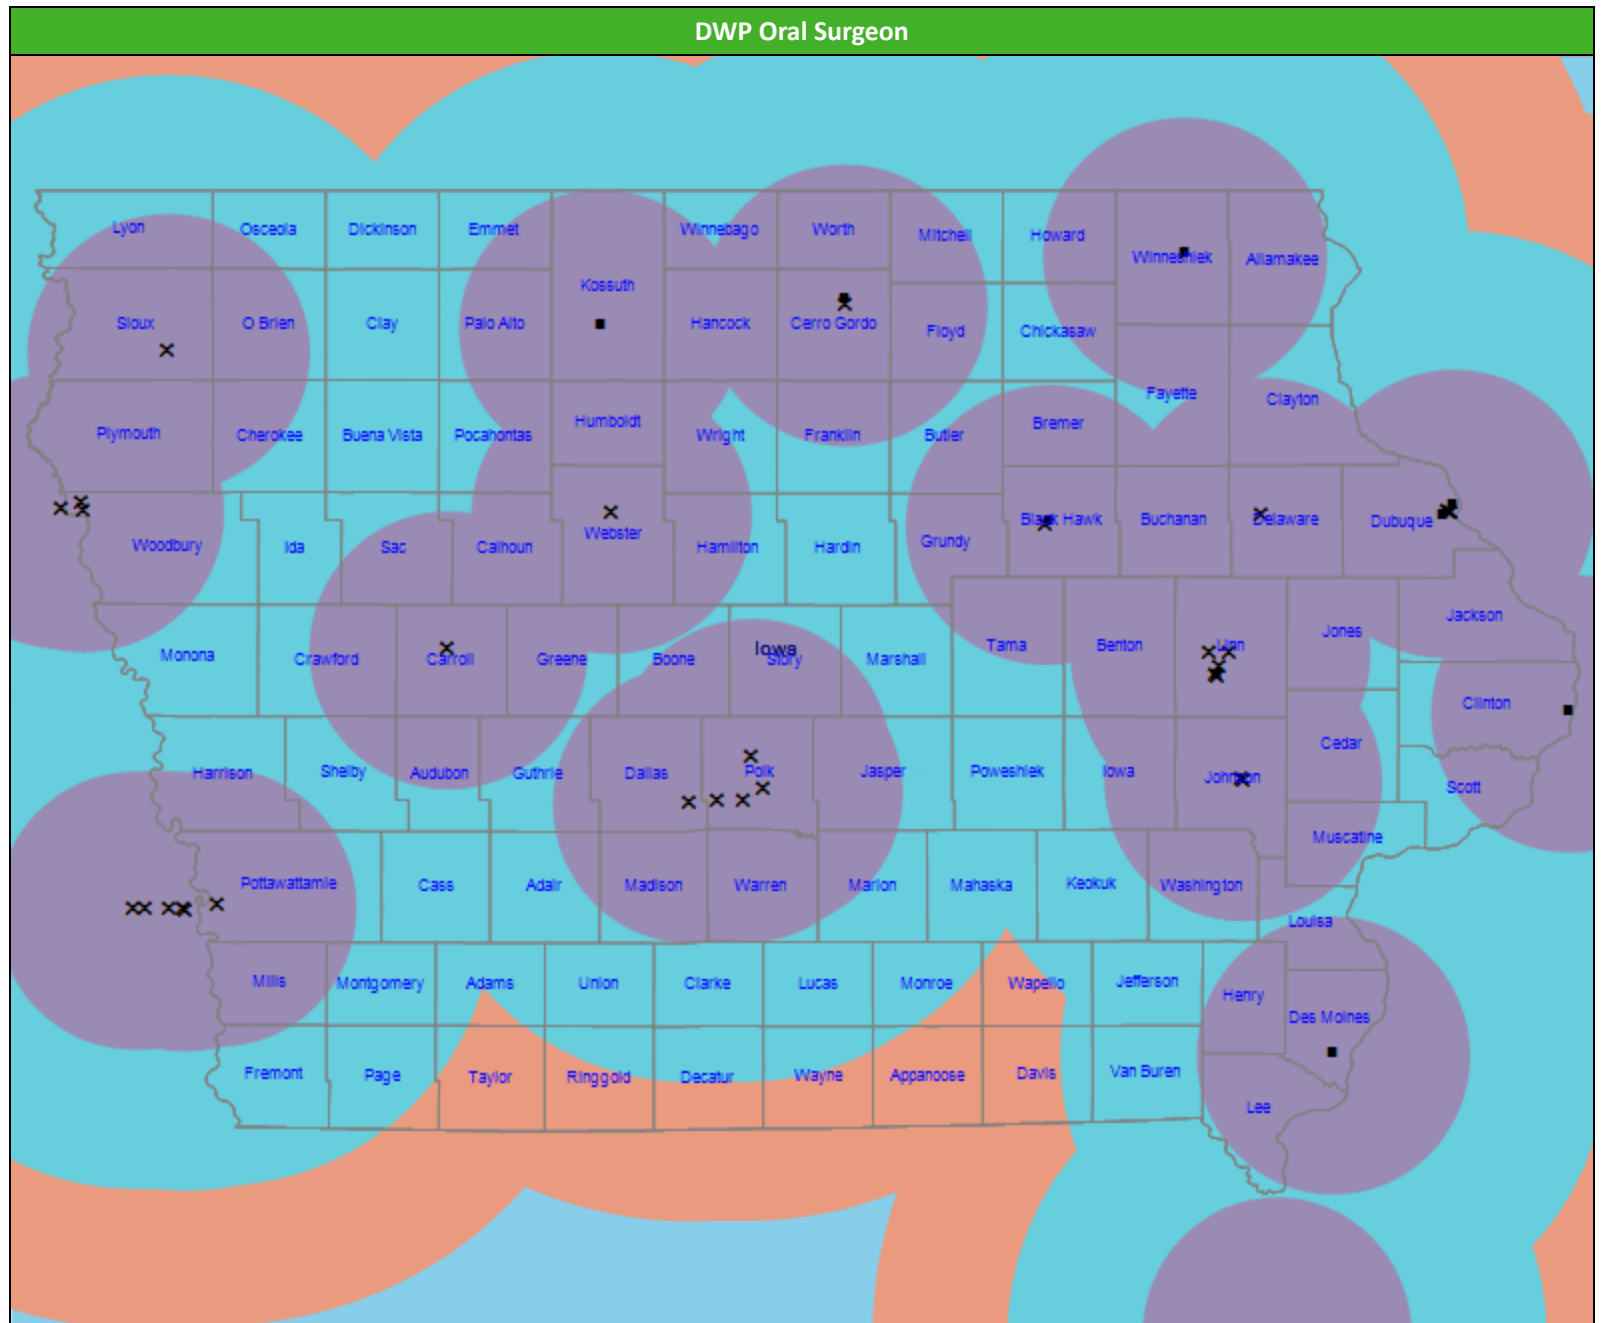 DWP Oral Surgeon
Lyon Osceola Dickinson Emmet Winnebago Worth Mitchell Howard
Winneshiek Allamakee
Kossuth
Sioux O Brien Clay Palo Alto Hancock Cerro Gordo Floyd Chickasaw
Fayette Clayton
Plymouth Cherokee Buena Vista Pocahontas Humboldt Wright Franklin Butler Bremer
Woodbury Ida Sac Calhoun Webster Hamilton Hardin Grundy Black Hawk Buchanan Delaware Dubuque
Jackson
Monona Crawford Carroll Greene Boone Story Marshall Tama Benton Linn Jones
Iowa
Clinton
Harrison Shelby Audubon Guthrie Dallas Polk Jasper Poweshiek Iowa Johnson Cedar
Scott
Muscatine
Pottawattamie Cass Adair Madison Warren Marion Mahaska Keokuk Washington
Louisa
Mills Montgomery Adams Union Clarke Lucas Monroe Wapello Jefferson Henry
Des Moines
Fremont Page Taylor Ringgold Decatur Wayne Appanoose Davis Van Buren
Lee